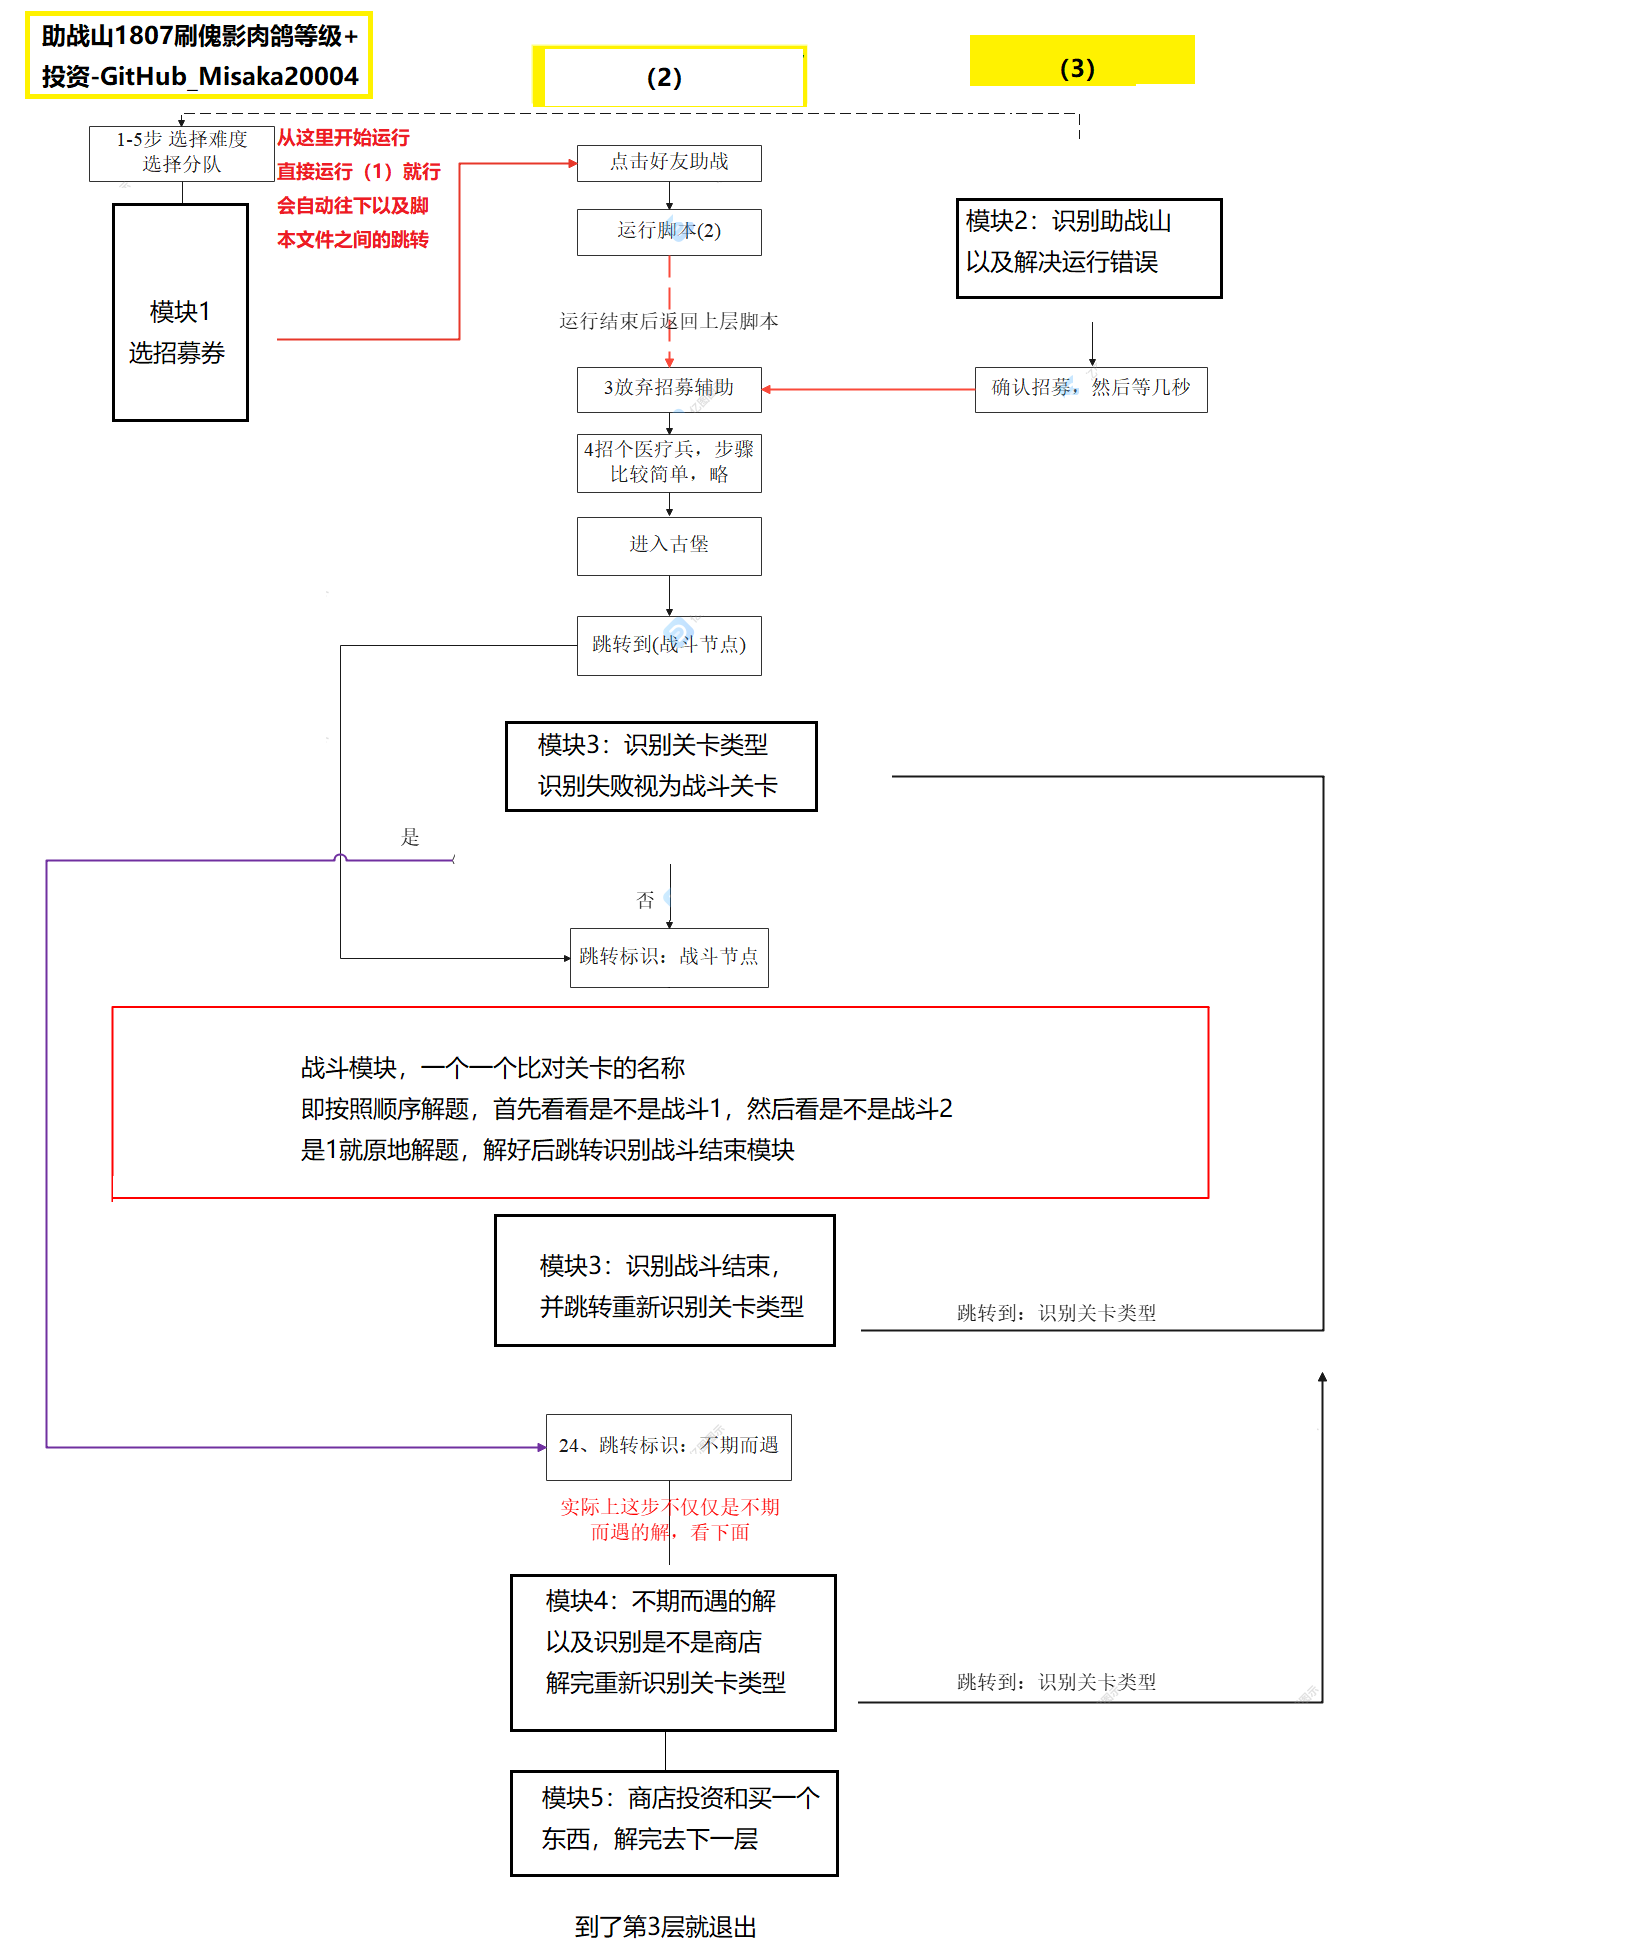 助战山1807刷傀影肉鸽等级+
投资-GitHub_Misaka20004
（2）
（3）
1-5步 选择难度
选择分队
从这里开始运行
直接运行（1）就行
会自动往下以及脚
本文件之间的跳转
模块1
选招募券
点击好友助战
运行脚本(2)
运行结束后返回上层脚本
模块2：识别助战山
以及解决运行错误
确认招募，然后等几秒
3放弃招募辅助
4招个医疗兵，步骤
比较简单，略
进入古堡
跳转到(战斗节点)
模块3：识别关卡类型
识别失败视为战斗关卡
是
否
跳转标识：战斗节点
战斗模块，一个一个比对关卡的名称
即按照顺序解题，首先看看是不是战斗1，然后看是不是战斗2
是1就原地解题，解好后跳转识别战斗结束模块
模块3：识别战斗结束，
并跳转重新识别关卡类型
跳转到：识别关卡类型
24、跳转标识：不期而遇
实际上这步不仅仅是不期
而遇的解，看下面
模块4：不期而遇的解
以及识别是不是商店
解完重新识别关卡类型
跳转到：识别关卡类型
模块5：商店投资和买一个
东西，解完去下一层
到了第3层就退出